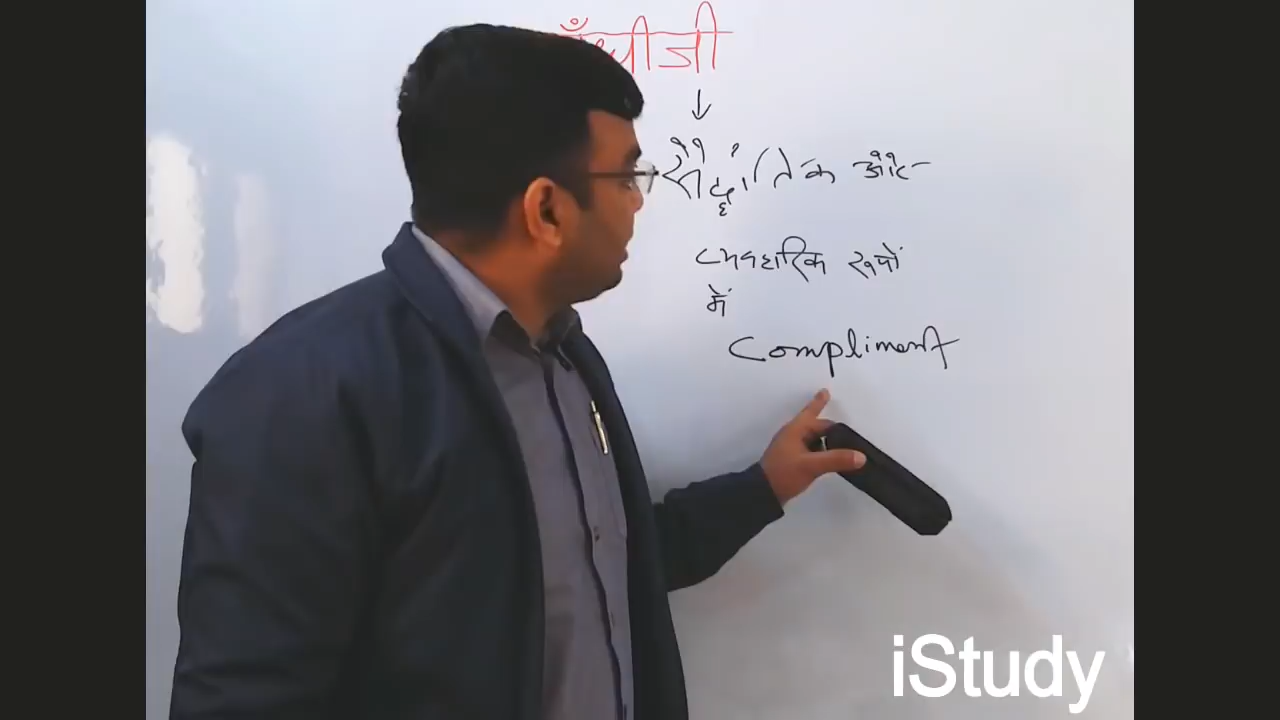 सैद्धांतिक और
व्यवहारिक रूपों
में
Compliment
iStudy